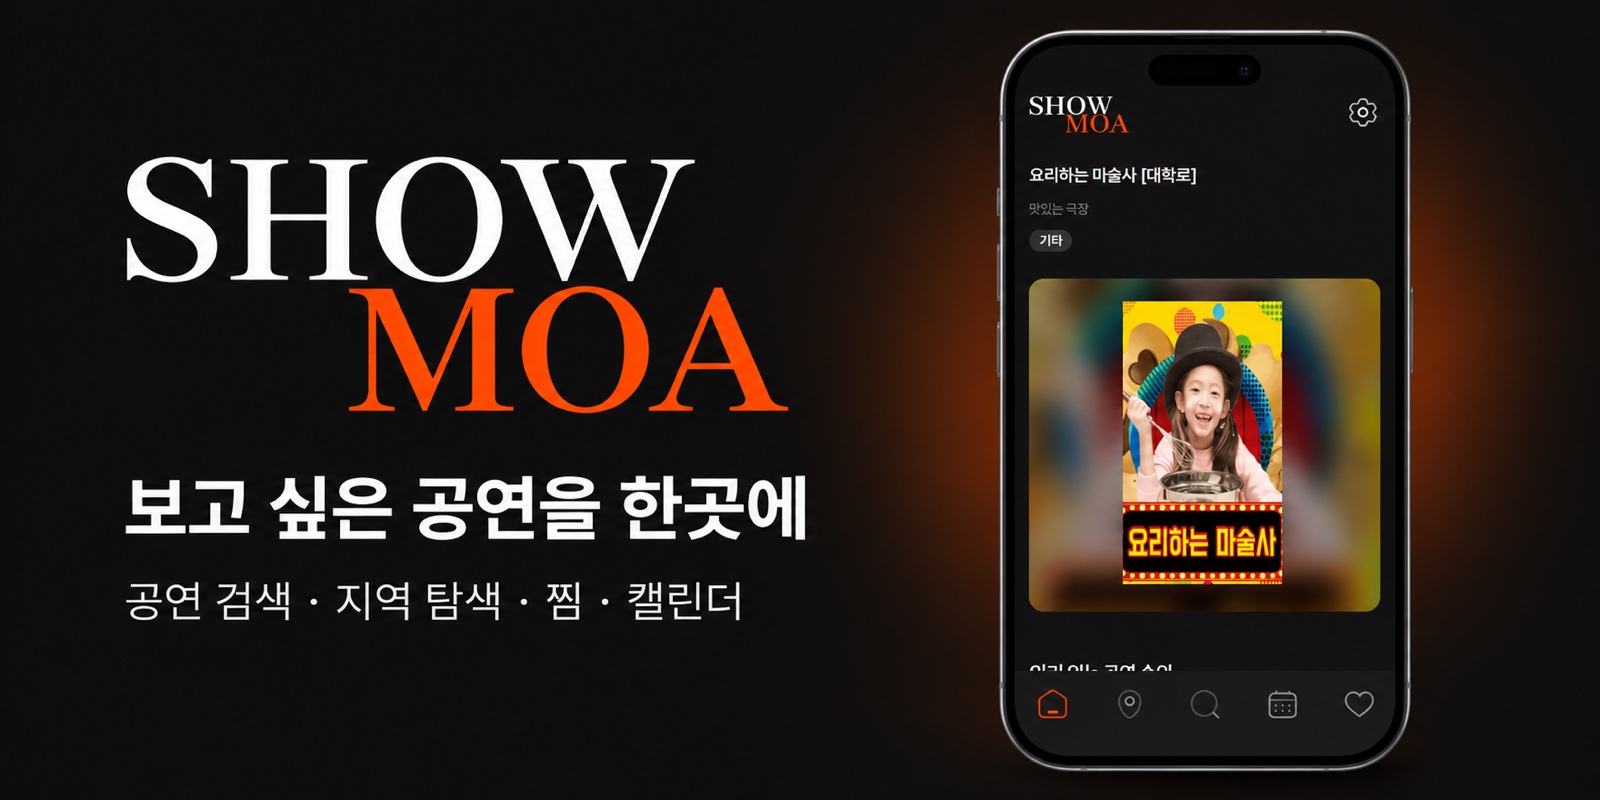 SHOW
MOA
보고 싶은 공연을 한곳에
공연 검색 · 지역 탐색 · 찜 · 캘린더
SHOW
MOA
요리하는 마술사 [대학로]
맛있는 극장
기타
요리하는 마술사